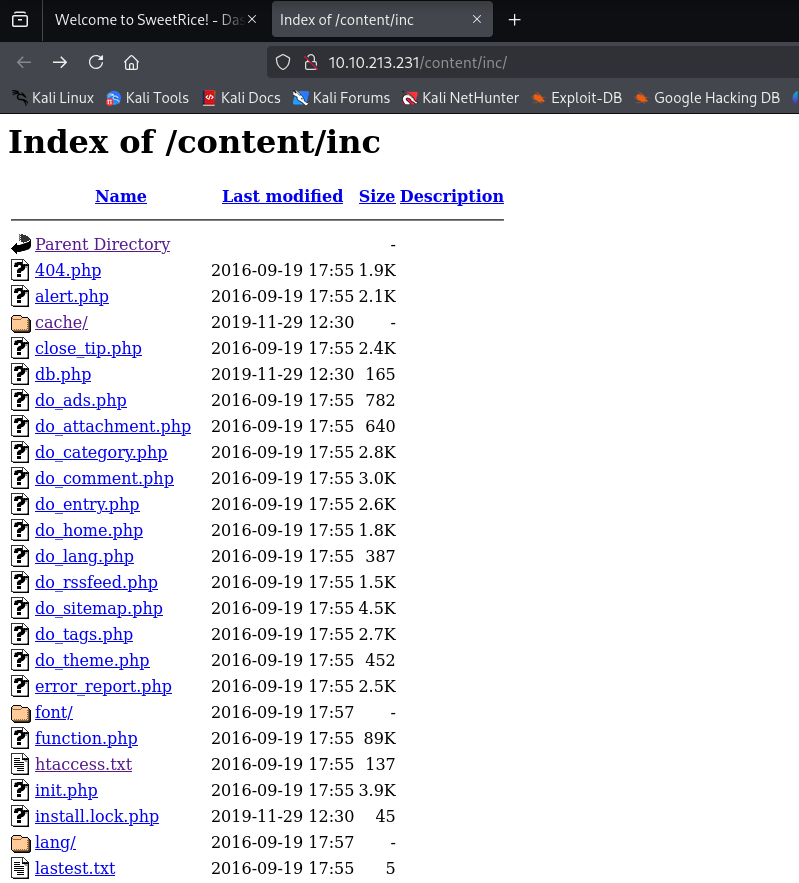 Welcome to SweetRice! - Das
Index of /content/inc
10.10.213.231/content/inc/
Kali Linux Kali Tools Kali Docs Kali Forums Kali NetHunter Exploit-DB Google Hacking DB
Index of /content/inc
Name Last modified Size Description
Parent Directory -
404.php 2016-09-19 17:55 1.9K
alert.php 2016-09-19 17:55 2.1K
cache/ 2019-11-29 12:30 -
close_tip.php 2016-09-19 17:55 2.4K
db.php 2019-11-29 12:30 165
do_ads.php 2016-09-19 17:55 782
do_attachment.php 2016-09-19 17:55 640
do_category.php 2016-09-19 17:55 2.8K
do_comment.php 2016-09-19 17:55 3.0K
do_entry.php 2016-09-19 17:55 2.6K
do_home.php 2016-09-19 17:55 1.8K
do_lang.php 2016-09-19 17:55 387
do_rssfeed.php 2016-09-19 17:55 1.5K
do_sitemap.php 2016-09-19 17:55 4.5K
do_tags.php 2016-09-19 17:55 2.7K
do_theme.php 2016-09-19 17:55 452
error_report.php 2016-09-19 17:55 2.5K
font/ 2016-09-19 17:57 -
function.php 2016-09-19 17:55 89K
htaccess.txt 2016-09-19 17:55 137
init.php 2016-09-19 17:55 3.9K
install.lock.php 2019-11-29 12:30 45
lang/ 2016-09-19 17:57 -
lastest.txt 2016-09-19 17:55 5